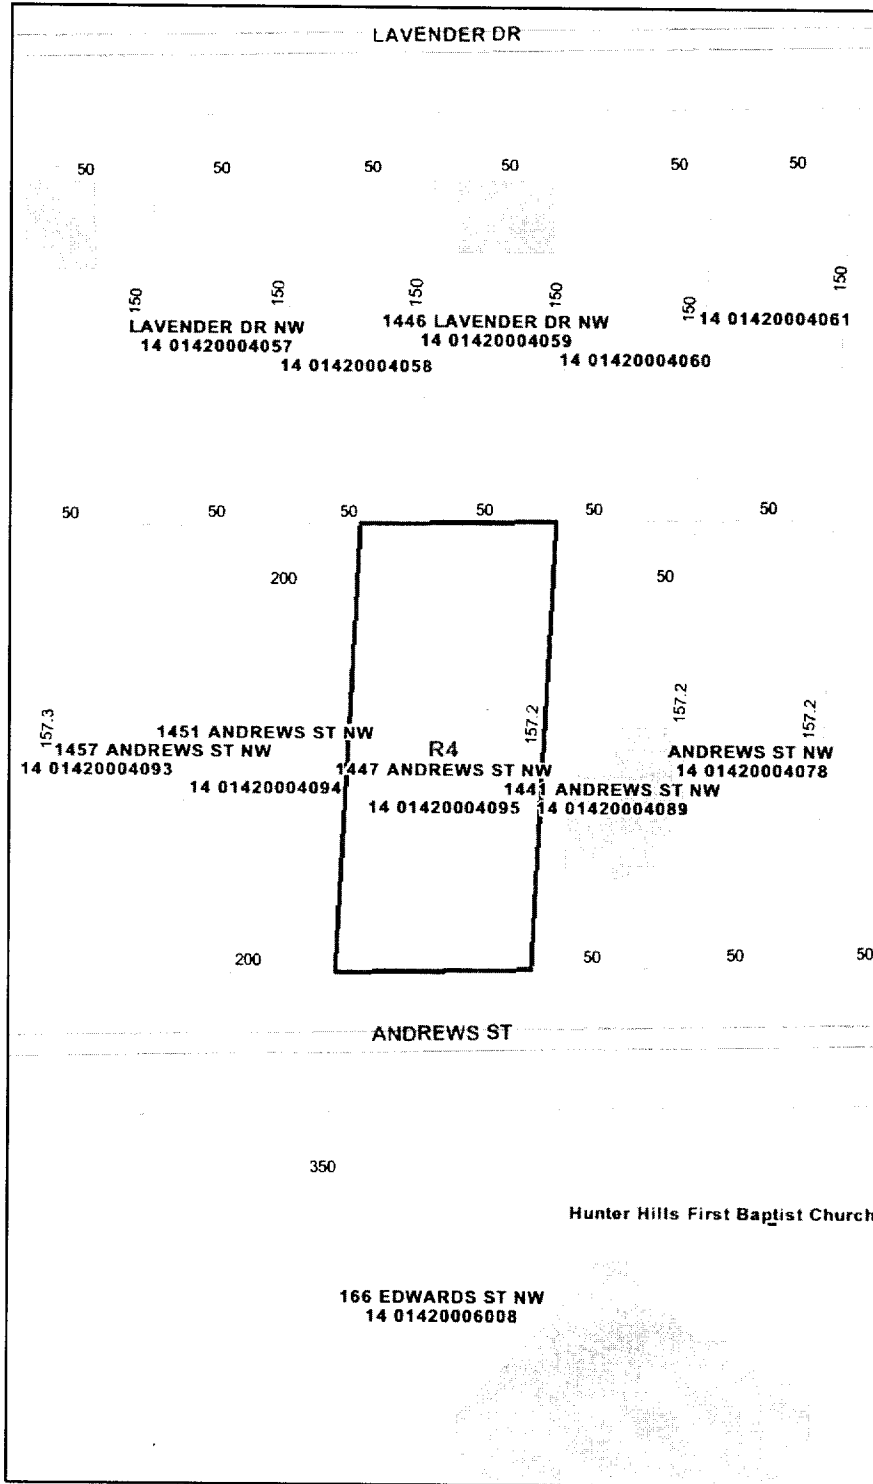 LAVENDER DR
50 50 50 50 50 50
150 150 150 150 150 150
LAVENDER DR NW
14 01420004057
14 01420004058
1446 LAVENDER DR NW
14 01420004059
14 01420004060
14 01420004061
50 50 50 50 50 50
200 50
157.3 157.2 157.2 157.2
1451 ANDREWS ST NW
1457 ANDREWS ST NW
14 01420004093
14 01420004094
R4
1447 ANDREWS ST NW
14 01420004095
1441 ANDREWS ST NW
14 01420004089
ANDREWS ST NW
14 01420004078
200 50 50 50
ANDREWS ST
350
Hunter Hills First Baptist Church
166 EDWARDS ST NW
14 01420006008